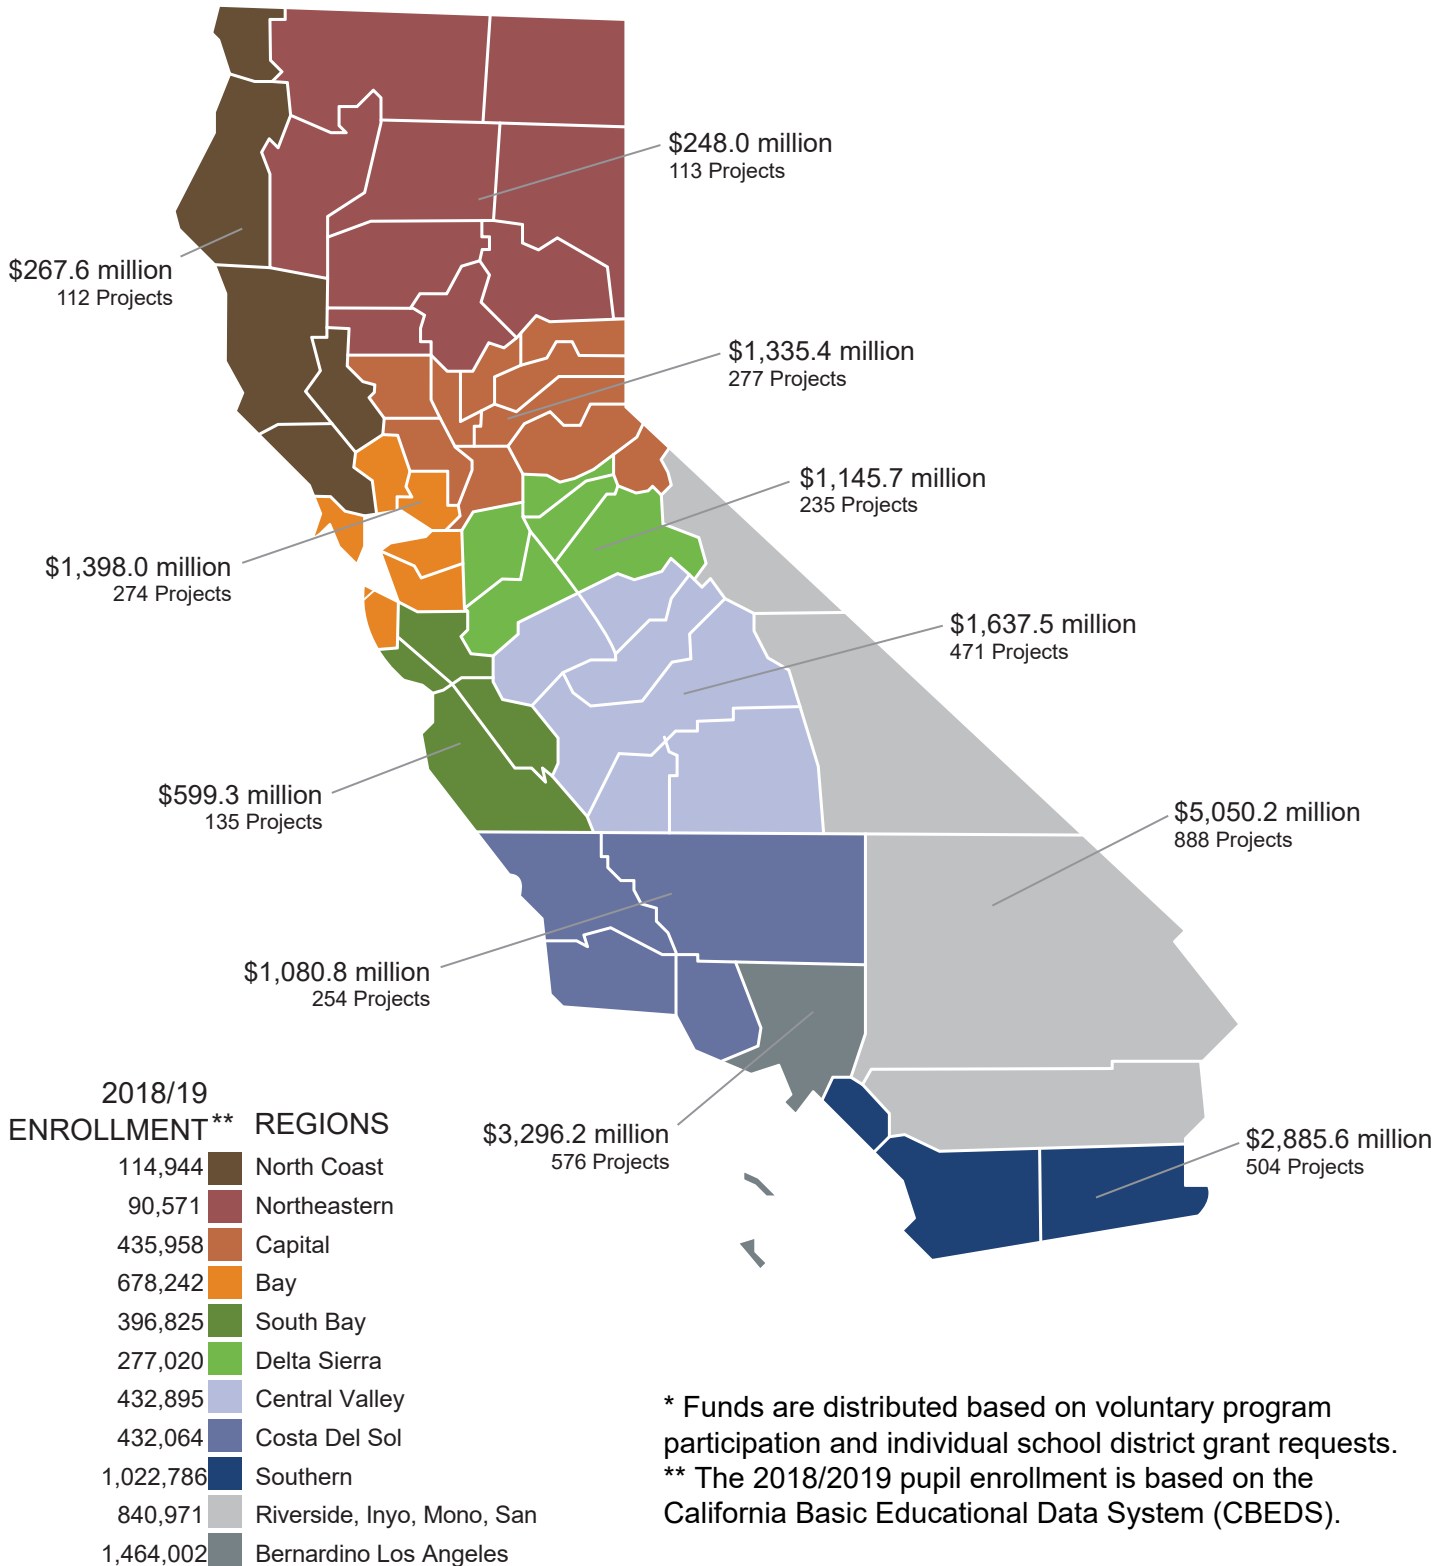 $248.0 million
113 Projects
$267.6 million
112 Projects
$1,335.4 million
277 Projects
$1,145.7 million
235 Projects
$1,398.0 million
274 Projects
$1,637.5 million
471 Projects
$599.3 million
135 Projects
$5,050.2 million
888 Projects
$1,080.8 million
254 Projects
$3,296.2 million
576 Projects
$2,885.6 million
504 Projects
2018/19
ENROLLMENT** REGIONS
114,944 North Coast
90,571 Northeastern
435,958 Capital
678,242 Bay
396,825 South Bay
277,020 Delta Sierra
432,895 Central Valley
432,064 Costa Del Sol
1,022,786 Southern
840,971 Riverside, Inyo, Mono, San
1,464,002 Bernardino Los Angeles
* Funds are distributed based on voluntary program
participation and individual school district grant requests.
** The 2018/2019 pupil enrollment is based on the
California Basic Educational Data System (CBEDS).